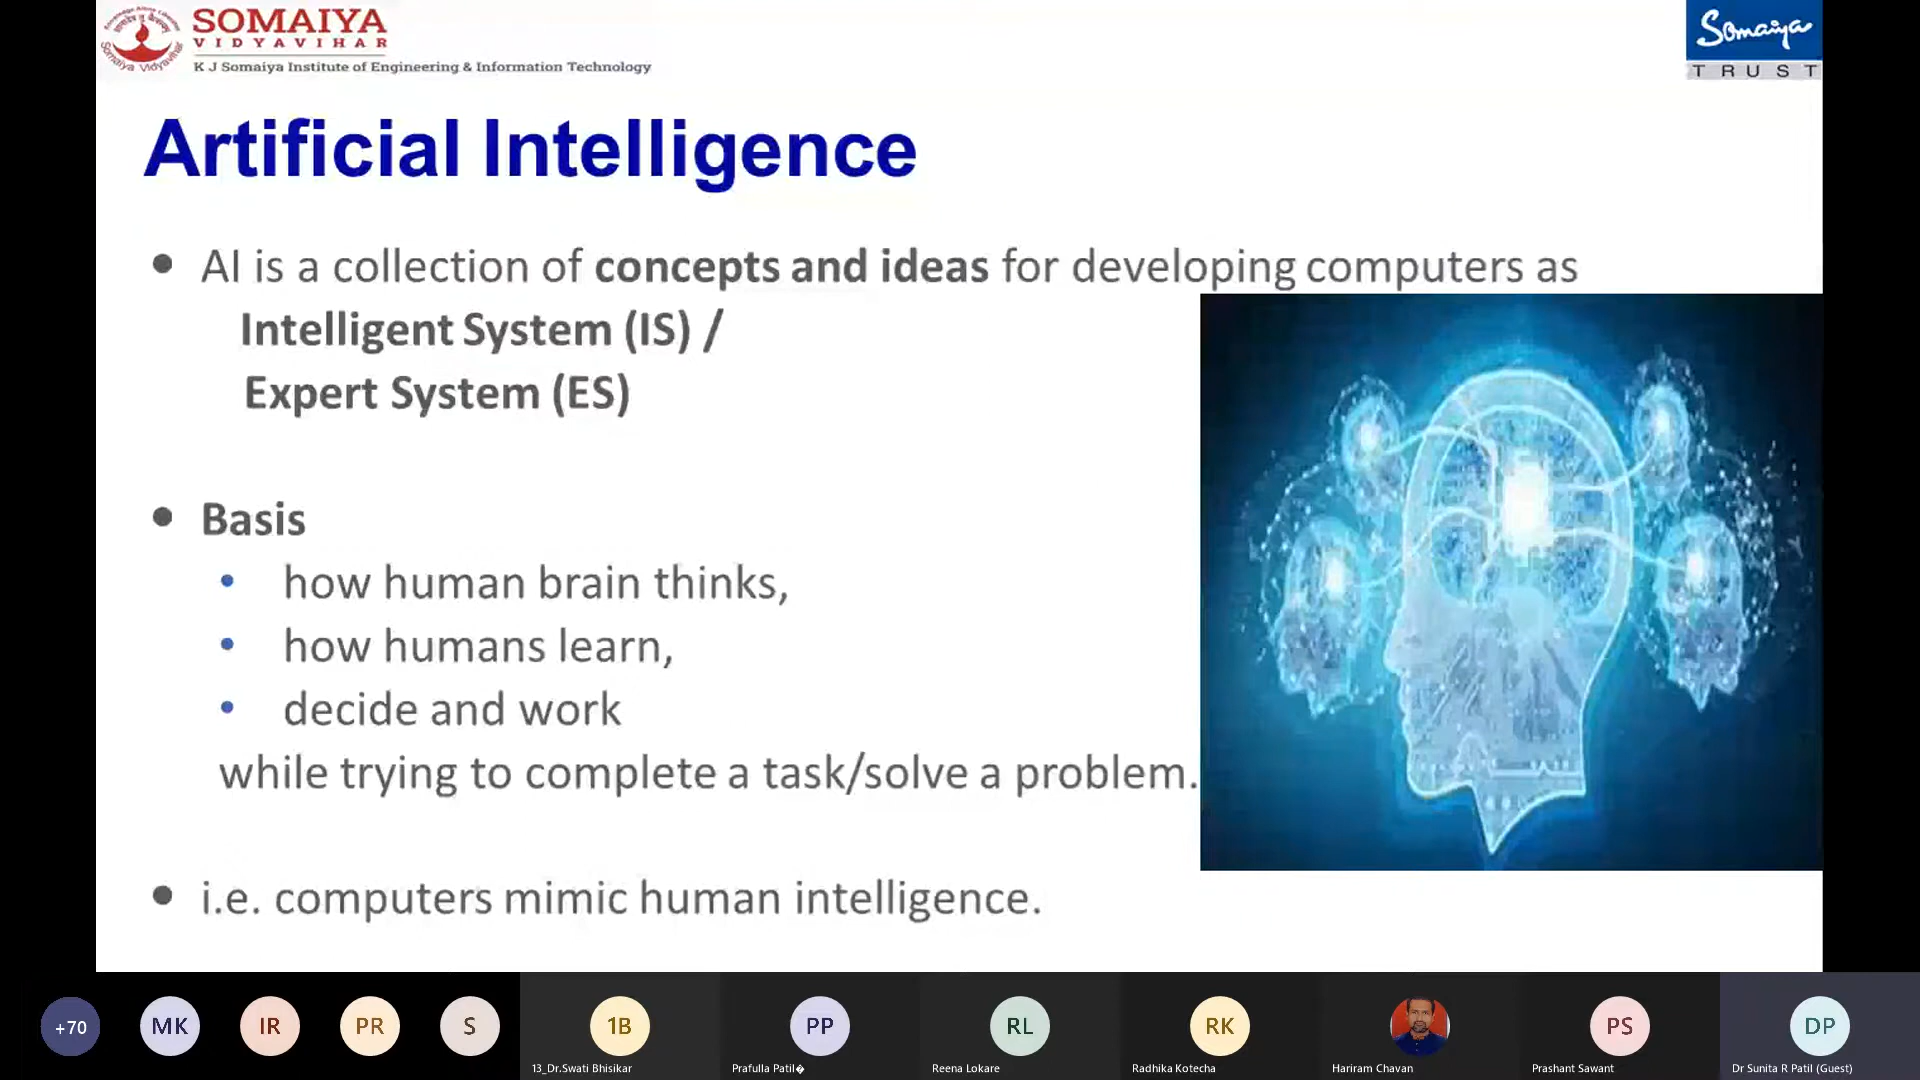 SOMAIYA
VIDYAVIHAR
K J Somaiya Institute of Engineering & Information Technology
Somaiya Vidyavihar
Somaiya
TRUST
Artificial Intelligence
• AI is a collection of concepts and ideas for developing computers as
Intelligent System (IS) /
Expert System (ES)
• Basis
• how human brain thinks,
• how humans learn,
• decide and work
while trying to complete a task/solve a problem.
• i.e. computers mimic human intelligence.
+70
MK
IR
PR
S
1B
13_Dr.Swati Bhisikar
PP
Prafulla Patil�
RL
Reena Lokare
RK
Radhika Kotecha
Hariram Chavan
PS
Prashant Sawant
DP
Dr Sunita R Patil (Guest)